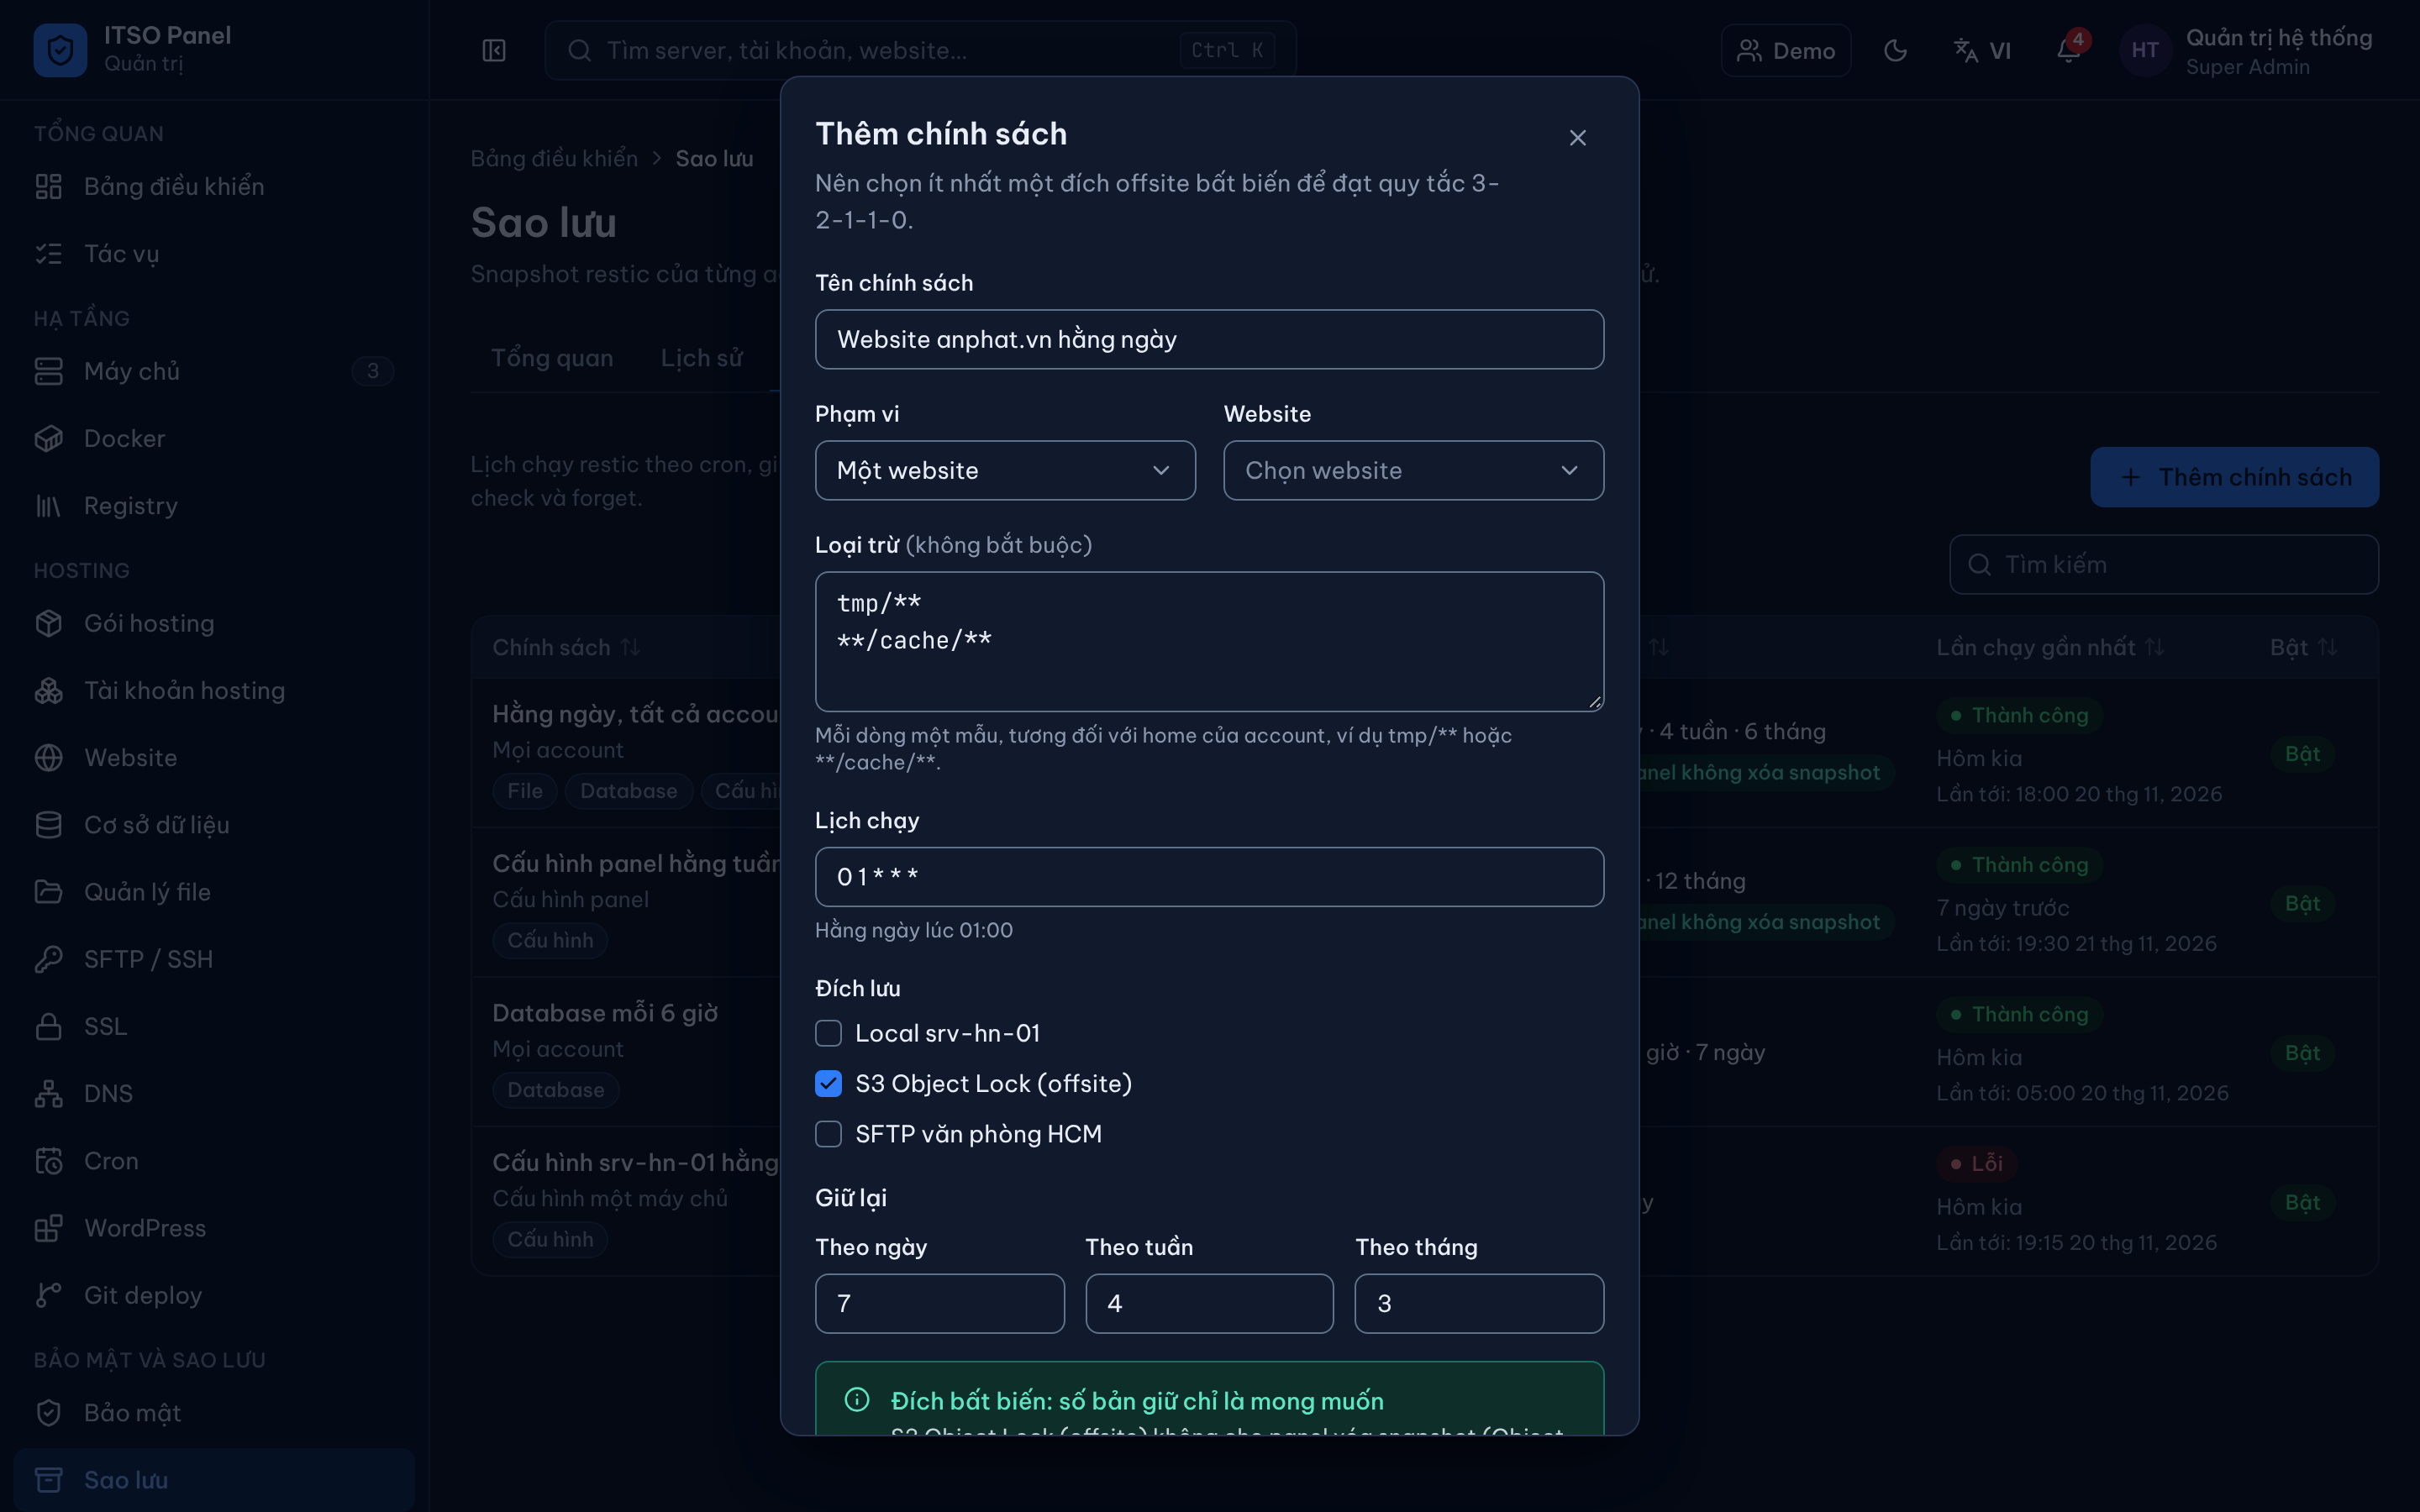 ITSO Panel
Quản trị
Tìm server, tài khoản, website...
Ctrl K
Demo
VI
4
HT
Quản trị hệ thống
Super Admin
TỔNG QUAN
Bảng điều khiển
Tác vụ
HẠ TẦNG
Máy chủ
3
Docker
Registry
HOSTING
Gói hosting
Tài khoản hosting
Website
Cơ sở dữ liệu
Quản lý file
SFTP / SSH
SSL
DNS
Cron
WordPress
Git deploy
BẢO MẬT VÀ SAO LƯU
Bảo mật
Sao lưu
Bảng điều khiển > Sao lưu
Sao lưu
Snapshot restic của từng
Tổng quan
Lịch sử
Lịch chạy restic theo cron,
check và forget.
Thêm chính sách
Tìm kiếm
Chính sách
Lần chạy gần nhất
Bật
Hằng ngày, tất cả
Mọi account
File
Database
Cấu
· 4 tuần · 6 tháng
không xóa snapshot
Thành công
Hôm kia
Lần tới: 18:00 20 thg 11, 2026
Bật
Cấu hình panel hằng
Cấu hình panel
Cấu hình
· 12 tháng
không xóa snapshot
Thành công
7 ngày trước
Lần tới: 19:30 21 thg 11, 2026
Bật
Database mỗi 6 giờ
Mọi account
Database
giờ · 7 ngày
Thành công
Hôm kia
Lần tới: 05:00 20 thg 11, 2026
Bật
Cấu hình srv-hn-01 hằng
Cấu hình một máy chủ
Cấu hình
Lỗi
Hôm kia
Lần tới: 19:15 20 thg 11, 2026
Bật
Thêm chính sách
Nên chọn ít nhất một đích offsite bất biến để đạt quy tắc 3-
2-1-1-0.
Tên chính sách
Website anphat.vn hằng ngày
Phạm vi
Website
Một website
Chọn website
Loại trừ (không bắt buộc)
tmp/**
**/cache/**
Mỗi dòng một mẫu, tương đối với home của account, ví dụ tmp/** hoặc
**/cache/**.
Lịch chạy
0 1 * * *
Hằng ngày lúc 01:00
Đích lưu
Local srv-hn-01
S3 Object Lock (offsite)
SFTP văn phòng HCM
Giữ lại
Theo ngày
Theo tuần
Theo tháng
7
4
3
Đích bất biến: số bản giữ chỉ là mong muốn
S3 Object Lock (offsite) không cho panel xóa snapshot (Object